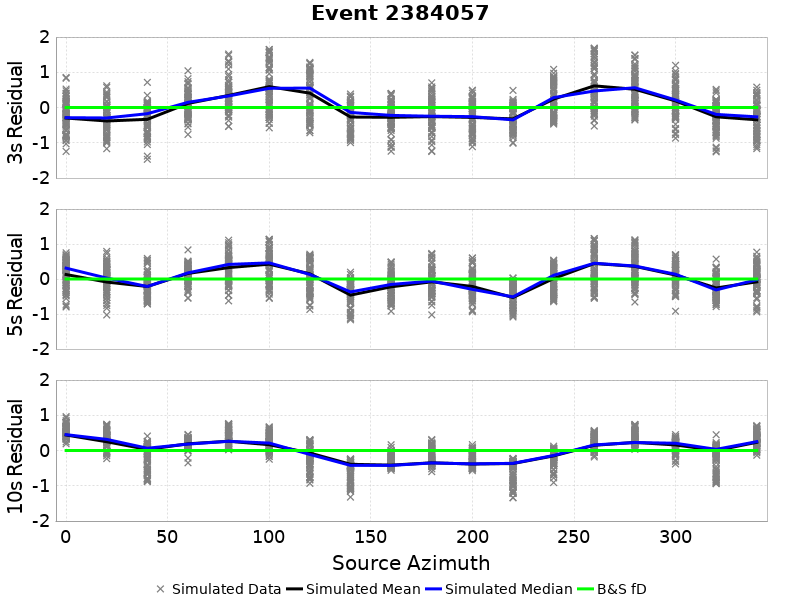 Event 2384057
3s Residual
2
1
0
-1
-2
5s Residual
2
1
0
-1
-2
10s Residual
2
1
0
-1
-2
0 50 100 150 200 250 300
Source Azimuth
Simulated Data Simulated Mean Simulated Median B&S fD